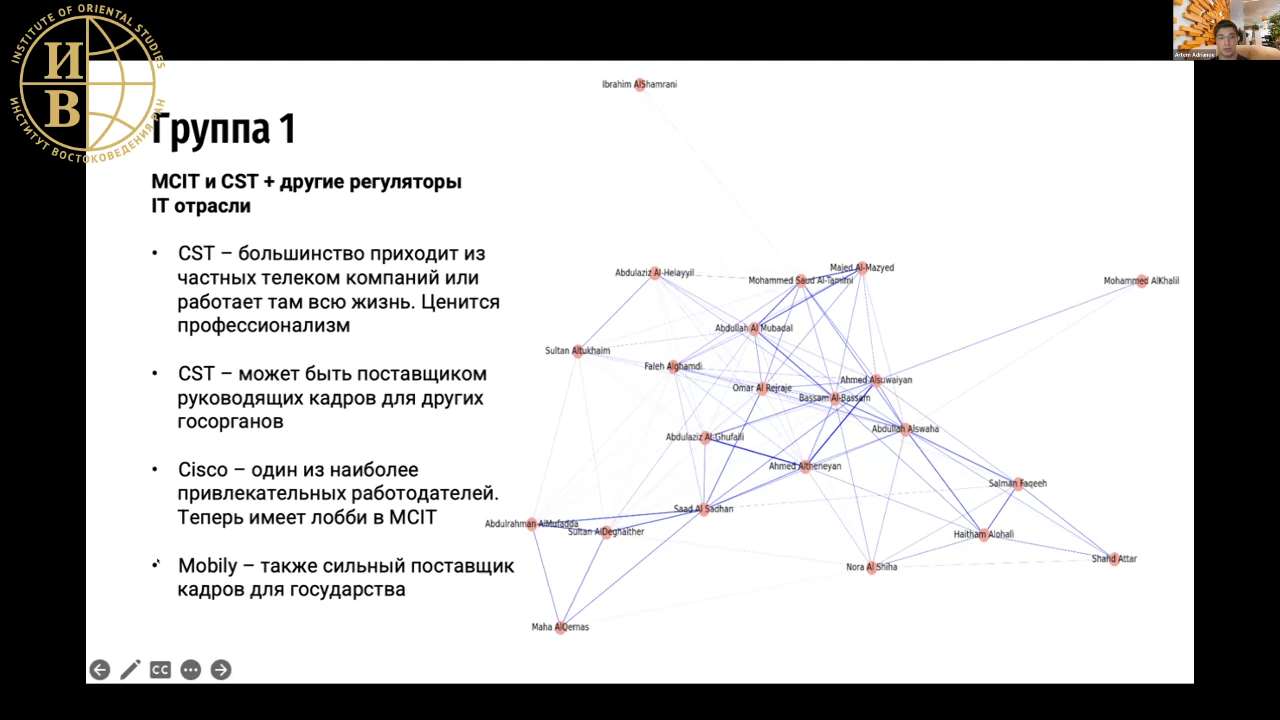 INSTITUTE OF ORIENTAL STUDIES
ИВ
ИНСТИТУТ ВОСТОКОВЕДЕНИЯ РАН
Artem Adrianov
Группа 1
MCIT и CST + другие регуляторы
IT отрасли
• CST – большинство приходит из
частных телеком компаний или
работает там всю жизнь. Ценится
профессионализм
• CST – может быть поставщиком
руководящих кадров для других
госорганов
• Cisco – один из наиболее
привлекательных работодателей.
Теперь имеет лобби в MCIT
• Mobily – также сильный поставщик
кадров для государства
Ibrahim AlShamrani
Abdulaziz Al-Helayyil
Mohammed Saud Al-Tamimi
Majed Al-Mazyed
Mohammed AlKhalil
Abdollah Al Mubadal
Sultan Altukhaim
Faleh Alghamdi
Omar Al Rejraje
Ahmed Alsuwaiyan
Bassam Al-Bassam
Abdulaziz Al Ghufaili
Abdullah Alswaha
Ahmed Altheneyan
Salman Faqeeh
Saad Al Sadhan
Abdulrahman AlMufadda
Sultan AlDeghaither
Haitham Alohali
Shahd Attar
Nora Al Shiha
Maha AlQernas
CC